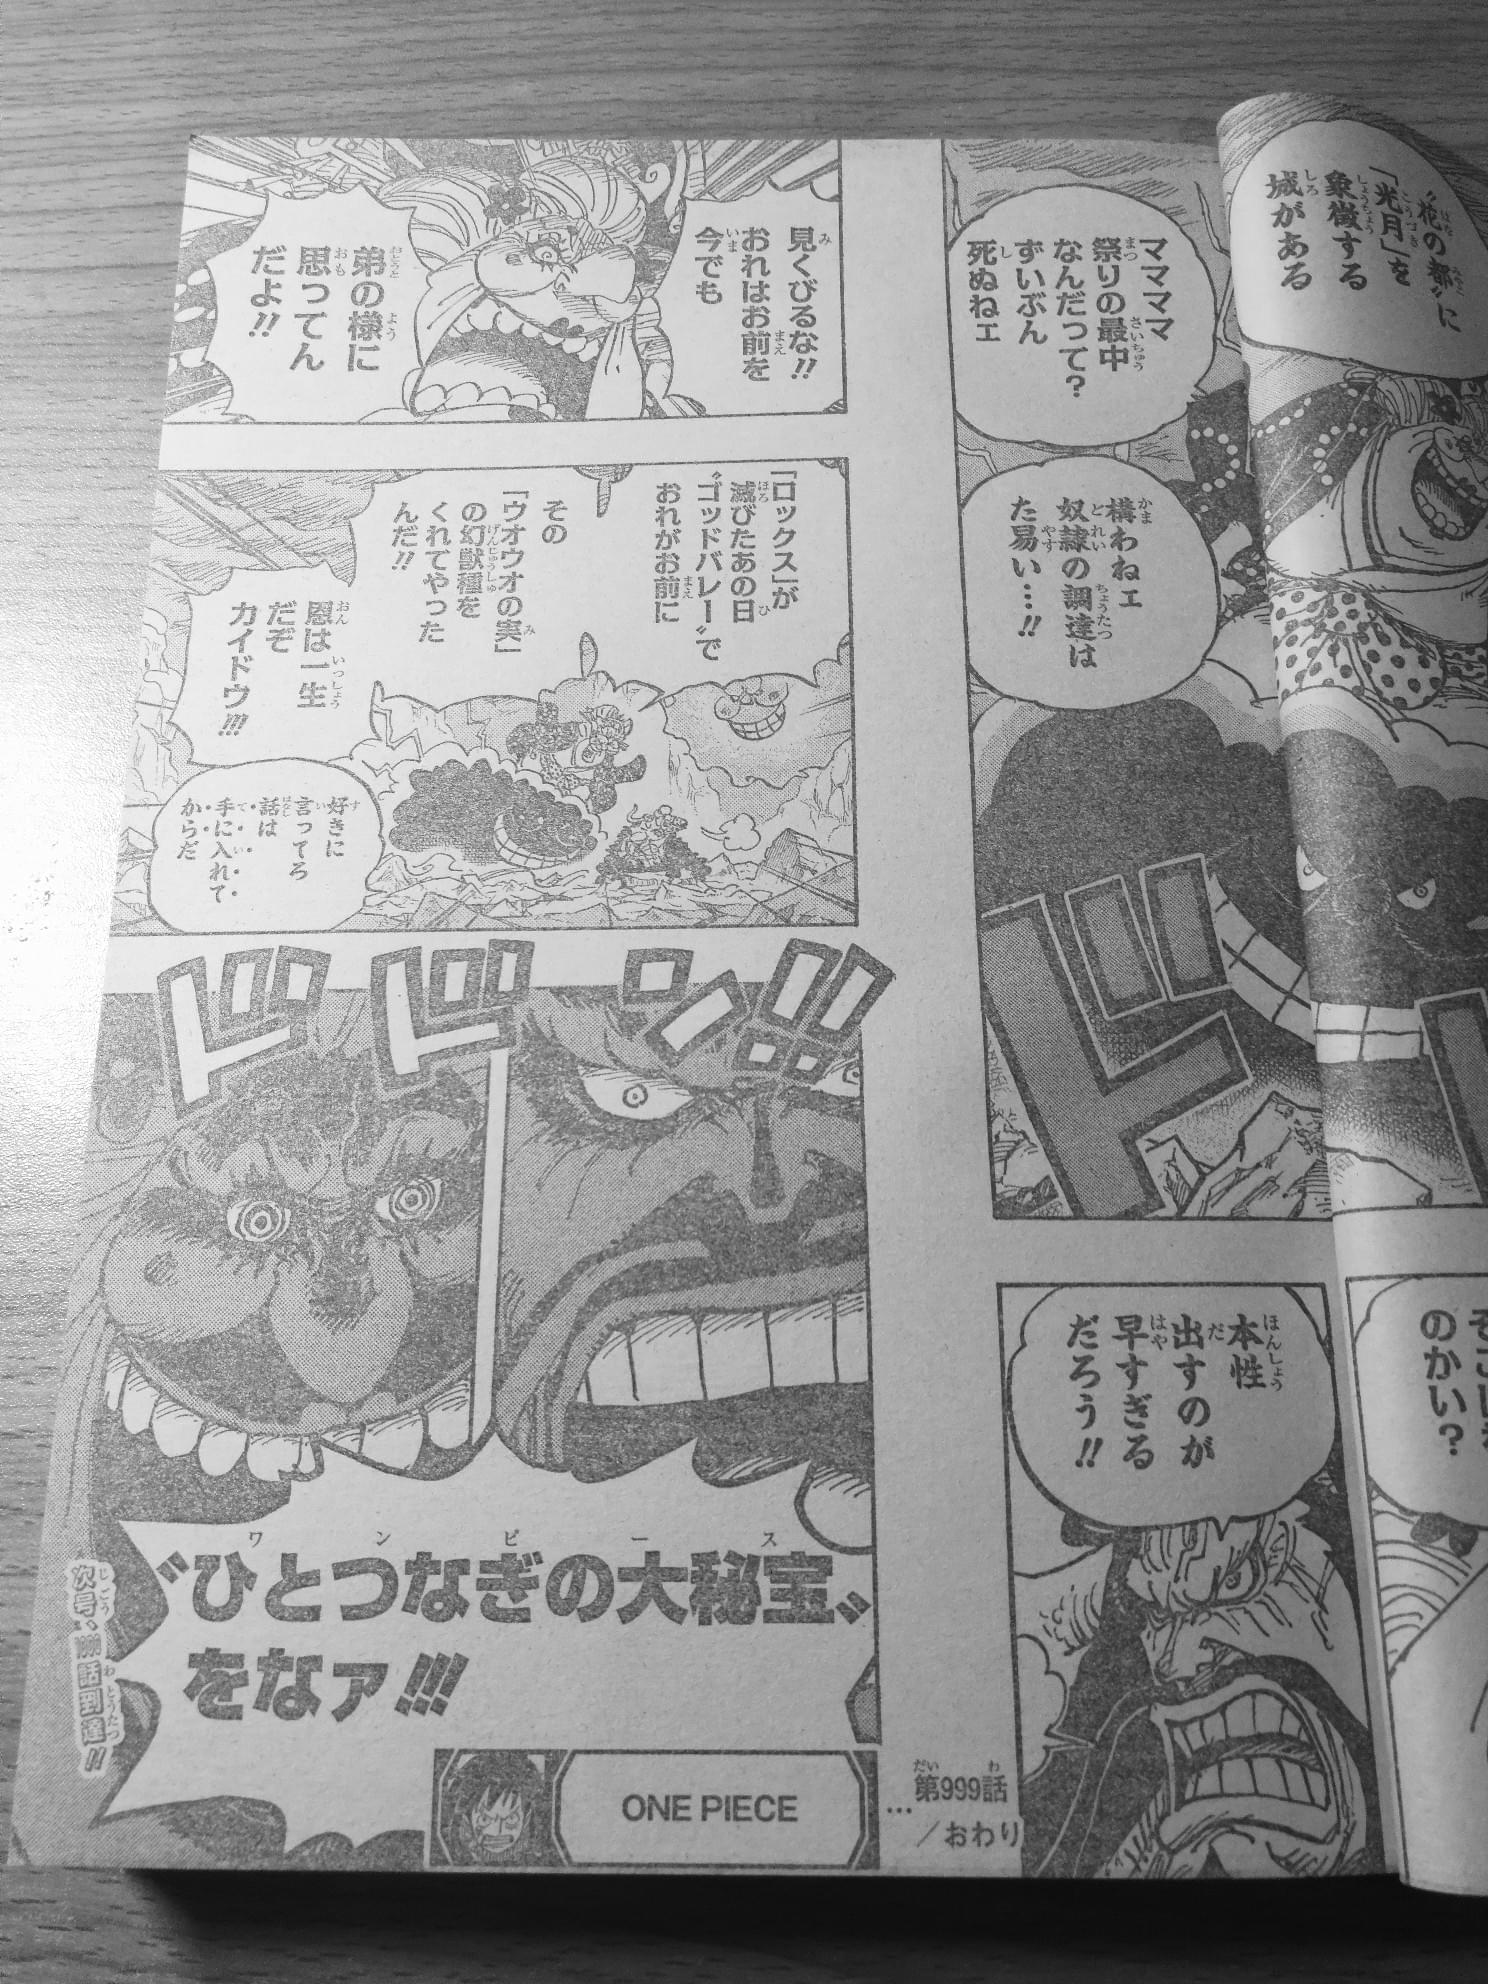 〝花の都〟に
「光月」を
象徴する
城がある
ママママ
祭りの最中
なんだって?
ずいぶん
死ぬねェ
構わねェ
奴隷の調達は
た易い…!!
ドド
のかい?
本性
出すのが
早すぎる
だろう!!
見くびるな!!
おれはお前を
今でも
弟の様に
思ってん
だよ!!
「ロックス」が
滅びたあの日
〝ゴッドバレー〟で
おれがお前に
その
「ウオウオの実」
の幻獣種を
くれてやった
んだ!!
恩は一生
だぞ
カイドウ!!!
好きに
言ってろ
話は
手に入れて
からだ
ドドン!!
〝ひとつなぎの大秘宝〟
ワンピース
をなァ!!!
次号、1000話到達!!
ONE PIECE
…第999話
/おわり